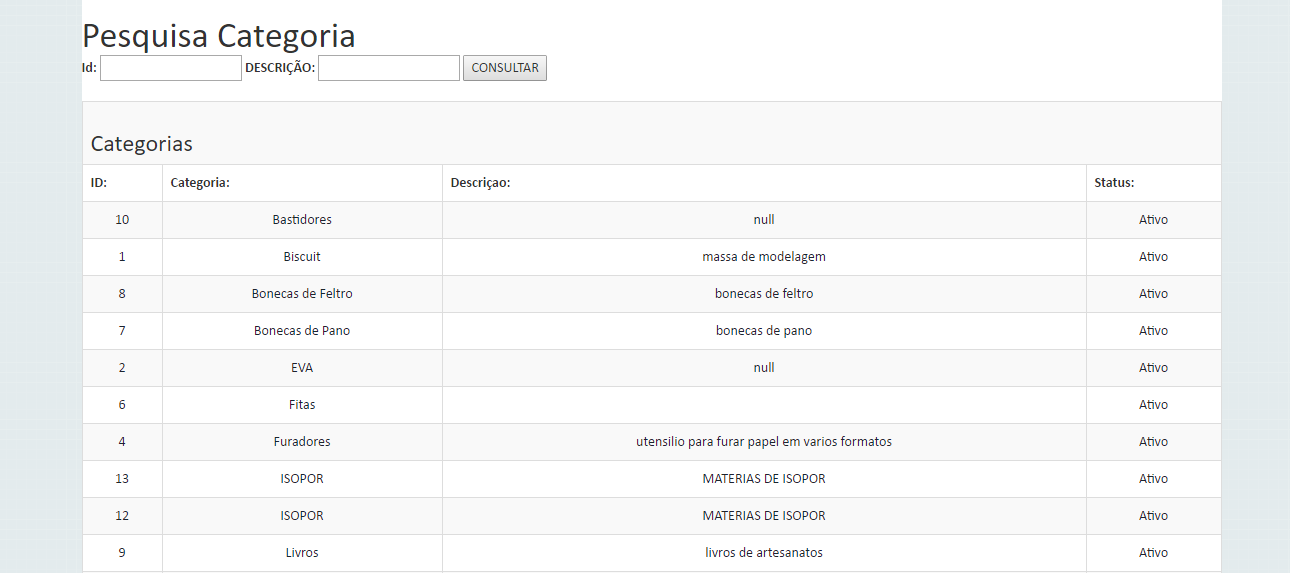 Pesquisa Categoria
Id: DESCRIÇÃO: CONSULTAR
Categorias
ID: Categoria: Descriçao: Status:
10 Bastidores null Ativo
1 Biscuit massa de modelagem Ativo
8 Bonecas de Feltro bonecas de feltro Ativo
7 Bonecas de Pano bonecas de pano Ativo
2 EVA null Ativo
6 Fitas Ativo
4 Furadores utensilio para furar papel em varios formatos Ativo
13 ISOPOR MATERIAS DE ISOPOR Ativo
12 ISOPOR MATERIAS DE ISOPOR Ativo
9 Livros livros de artesanatos Ativo